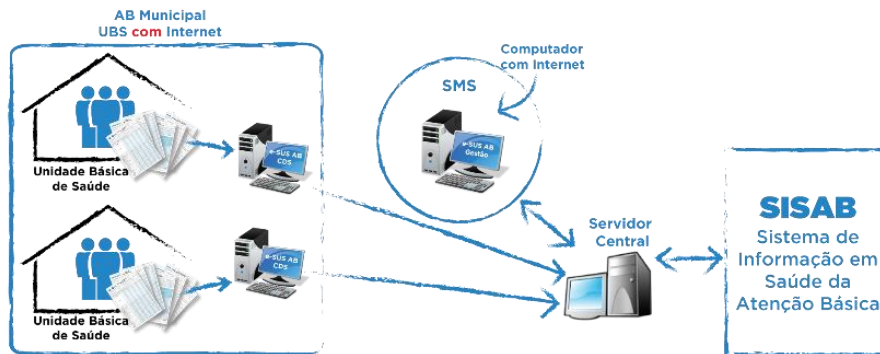 AB Municipal
UBS com Internet
Unidade Básica
de Saúde
e-SUS AB
CDS
Unidade Básica
de Saúde
e-SUS AB
CDS
Computador
com Internet
SMS
e-SUS AB
Gestão
Servidor
Central
SISAB
Sistema de
Informação em
Saúde da
Atenção Básica